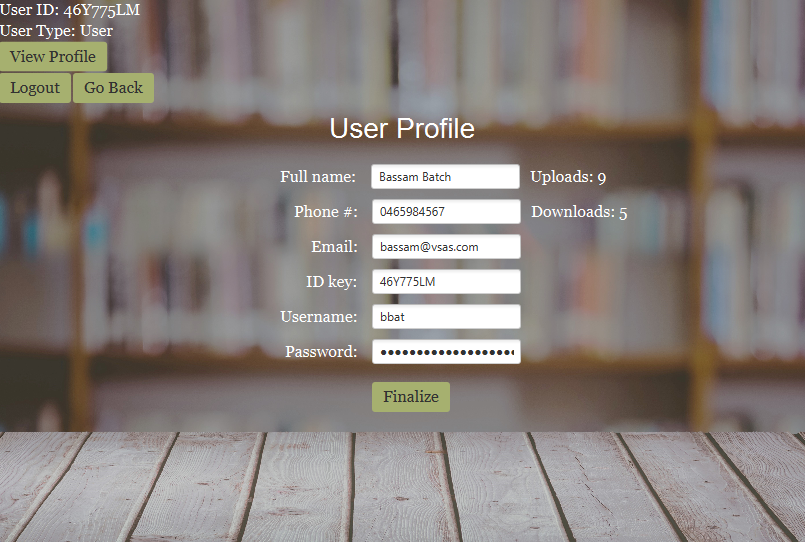 User ID: 46Y775LM
User Type: User
View Profile
Logout Go Back
User Profile
Full name: Bassam Batch Uploads: 9
Phone #: 0465984567 Downloads: 5
Email: bassam@vsas.com
ID key: 46Y775LM
Username: bbat
Password: ●●●●●●●●●●●●●●●●●●●
Finalize